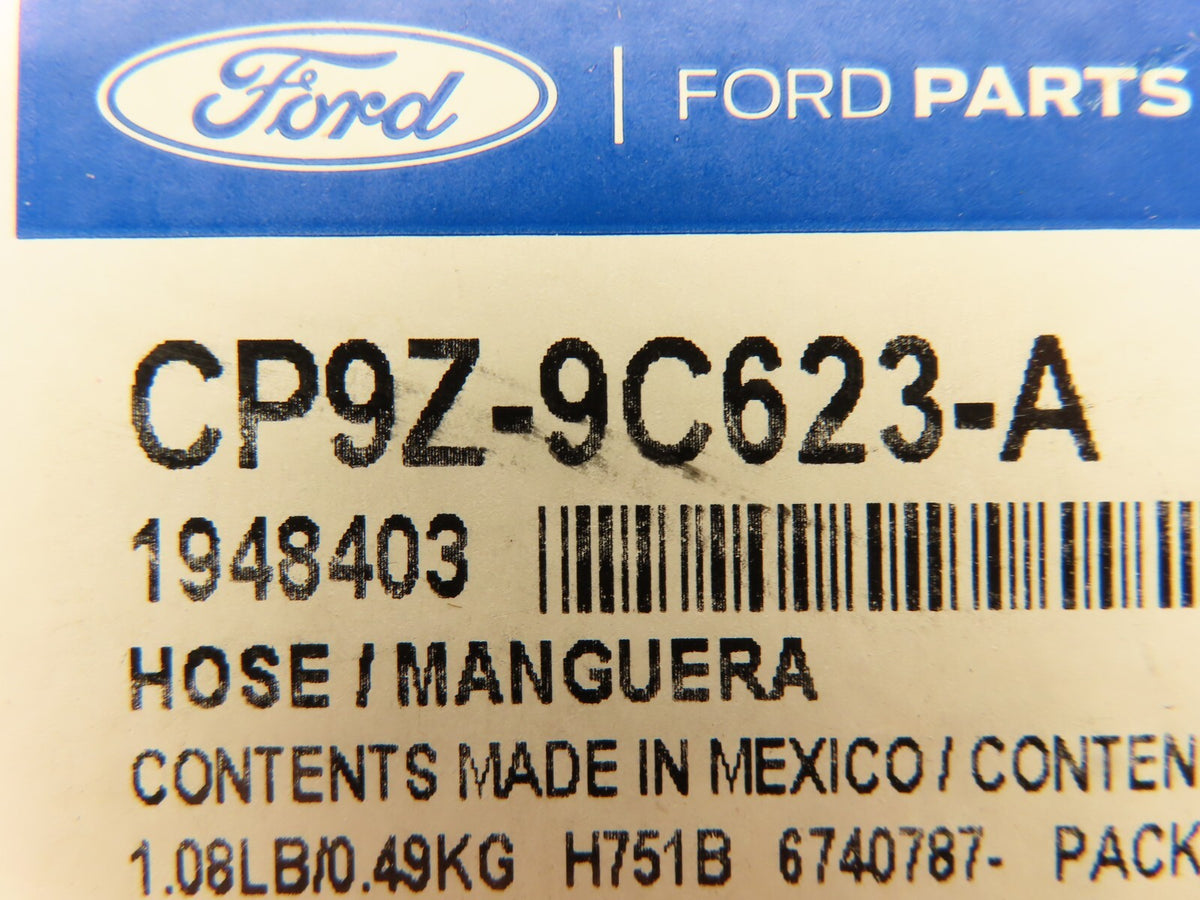 Ford | FORD PARTS
CP9Z-9C623-A
1948403
HOSE / MANGUERA
CONTENTS MADE IN MEXICO / CONTEN
1.08LB/0.49KG H751B 6740787- PACK